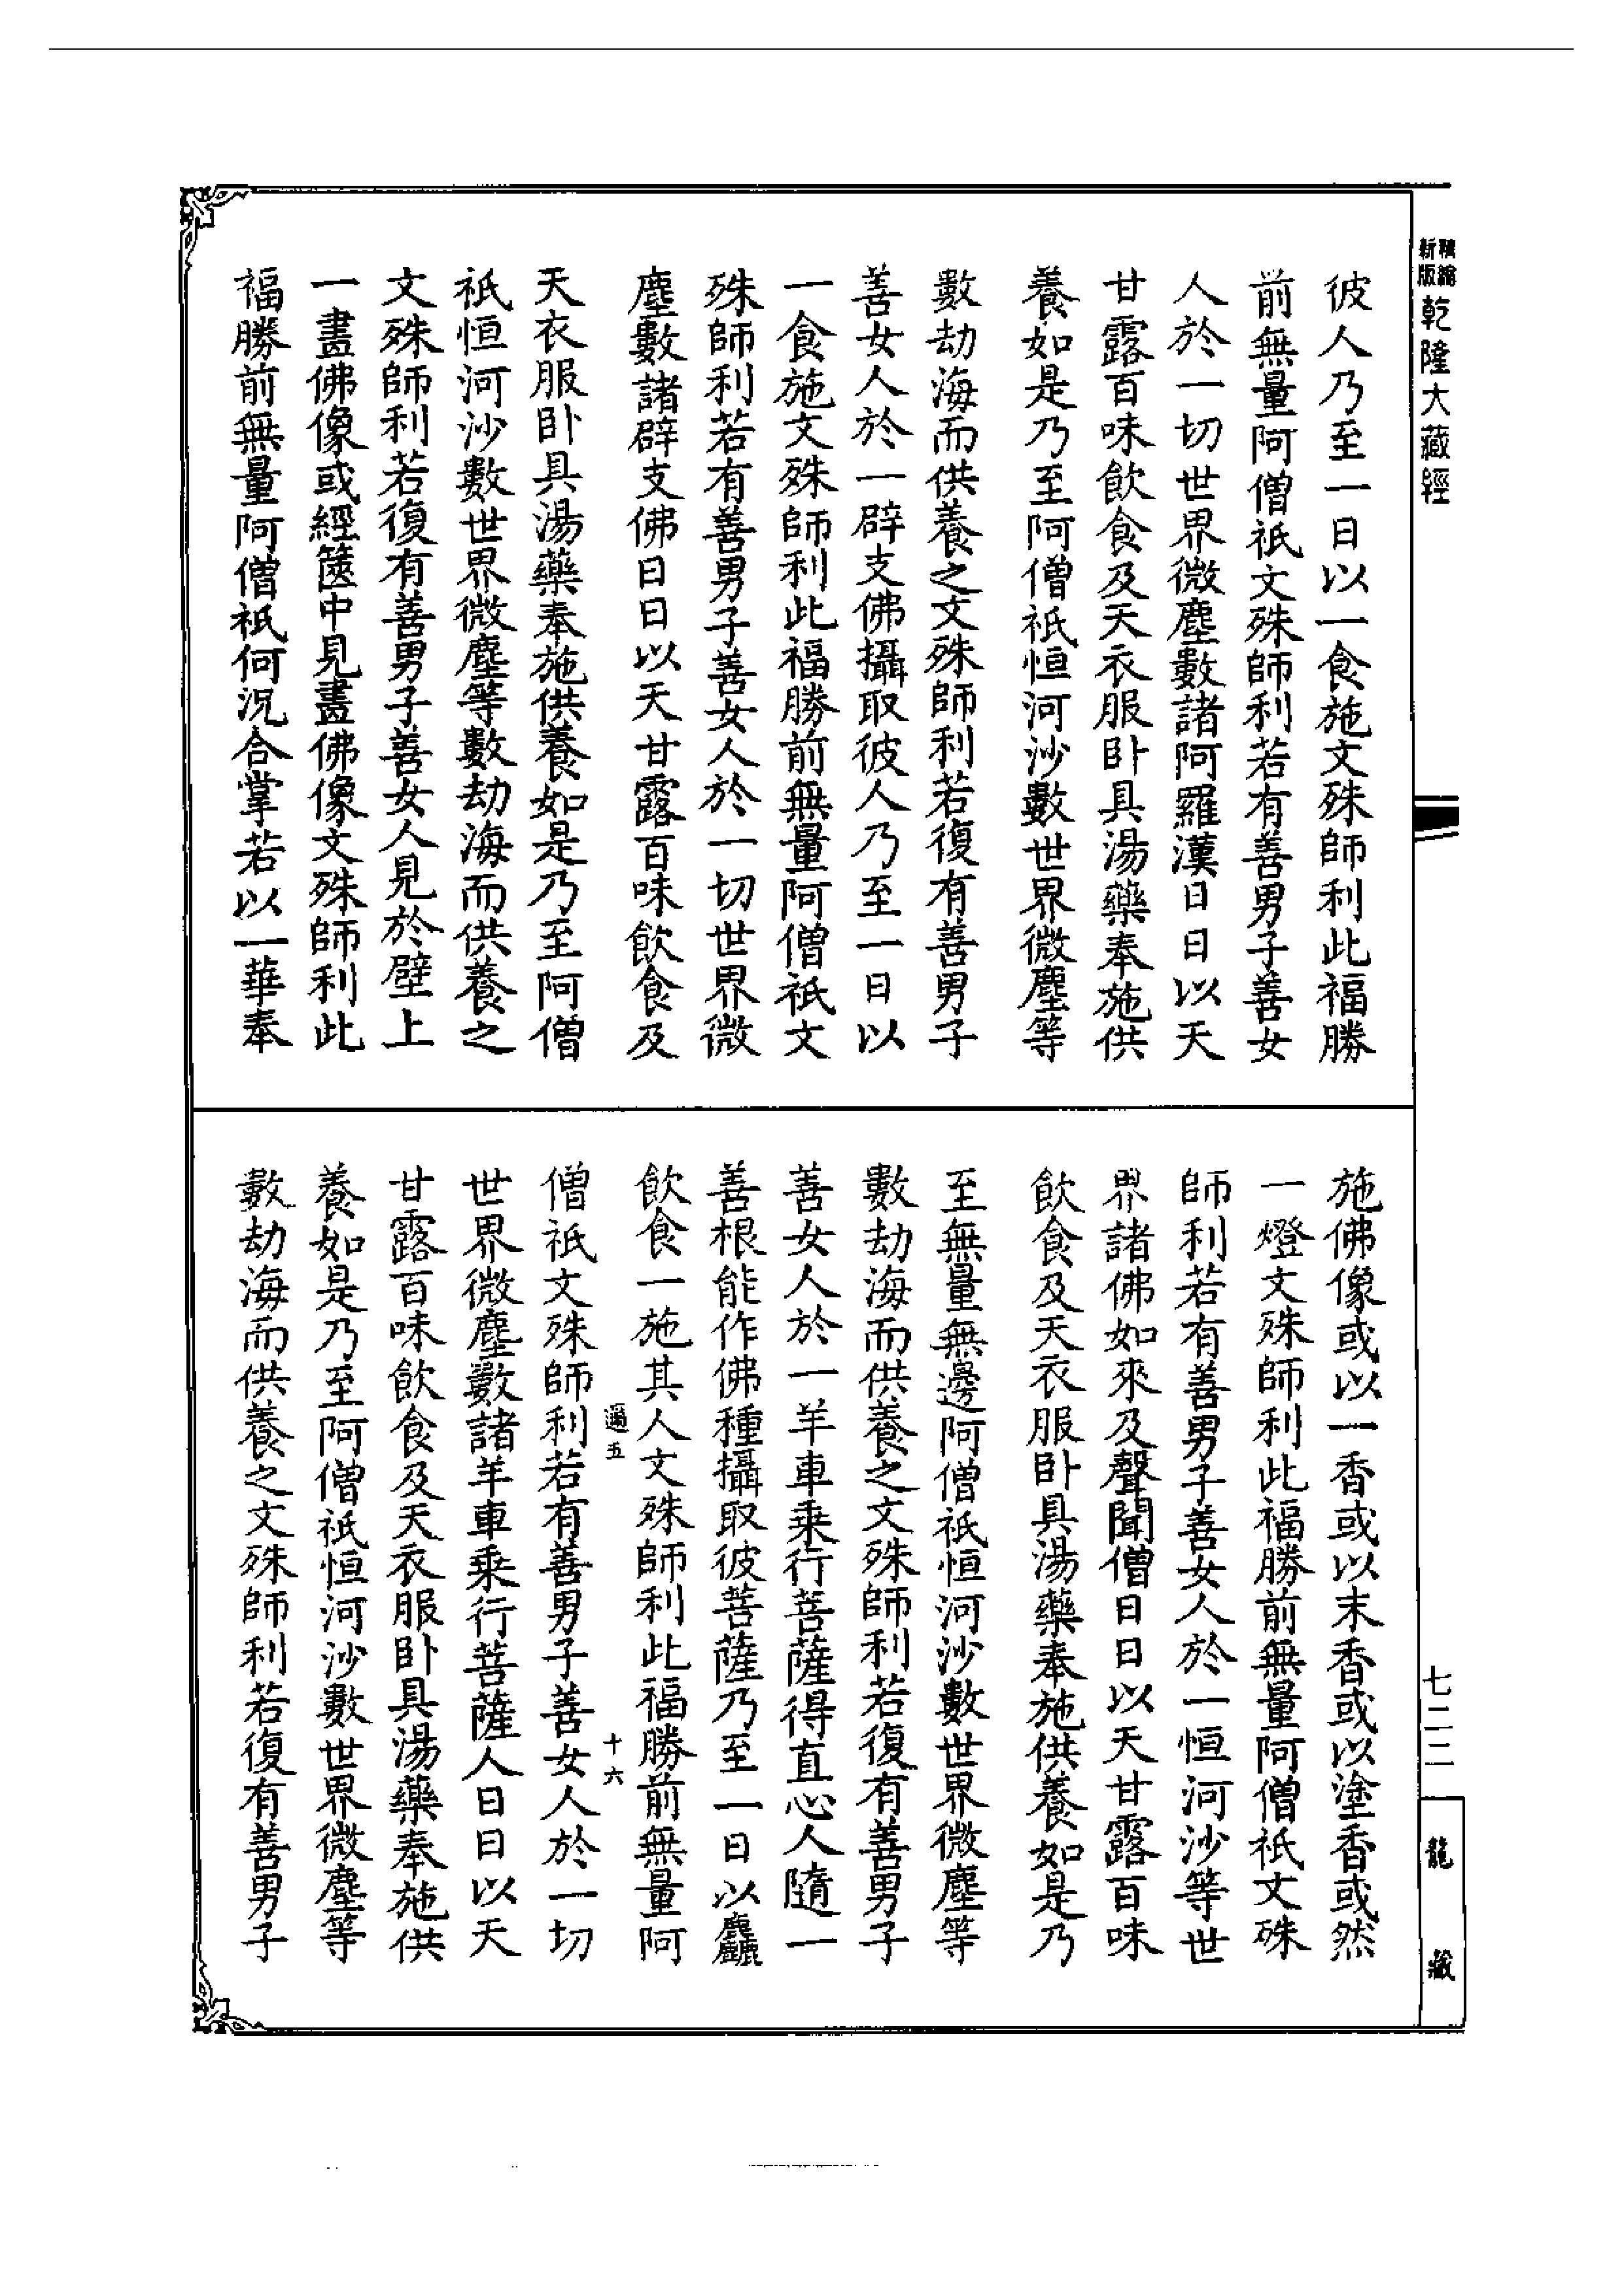 精縮新版乾隆大藏經
彼人乃至一日以一食施文殊師利此福勝
前無量阿僧祇文殊師利若有善男子善女
人於一切世界微塵數諸阿羅漢日日以天
甘露百味飲食及天衣服卧具湯藥奉施供
養如是乃至阿僧祇恒河沙數世界微塵等
數劫海而供養之文殊師利若復有善男子
善女人於一辟支佛攝取彼人乃至一日以
一食施文殊師利此福勝前無量阿僧祇文
殊師利若有善男子善女人於一切世界微
塵數諸辟支佛日日以天甘露百味飲食及
天衣服卧具湯藥奉施供養如是乃至阿僧
祇恒河沙數世界微塵等數劫海而供養之
文殊師利若復有善男子善女人見於壁上
一畫佛像或經篋中見畫佛像文殊師利此
福勝前無量阿僧祇何況合掌若以一華奉
施佛像或以一香或以末香或以塗香或然
一燈文殊師利此福勝前無量阿僧祇文殊
師利若有善男子善女人於一恒河沙等世
界諸佛如來及聲聞僧日日以天甘露百味
飲食及天衣服卧具湯藥奉施供養如是乃
至無量無邊阿僧祇恒河沙數世界微塵等
數劫海而供養之文殊師利若復有善男子
善女人於一羊車乗行菩薩得直心人隨一
善根能作佛種攝取彼菩薩乃至一日以麤
飲食一施其人文殊師利此福勝前無量阿
過五 十六
僧祇文殊師利若有善男子善女人於一切
世界微塵數諸羊車乗行菩薩人日日以天
甘露百味飲食及天衣服卧具湯藥奉施供
養如是乃至阿僧祇恒河沙數世界微塵等
數劫海而供養之文殊師利若復有善男子
七二二
龍藏